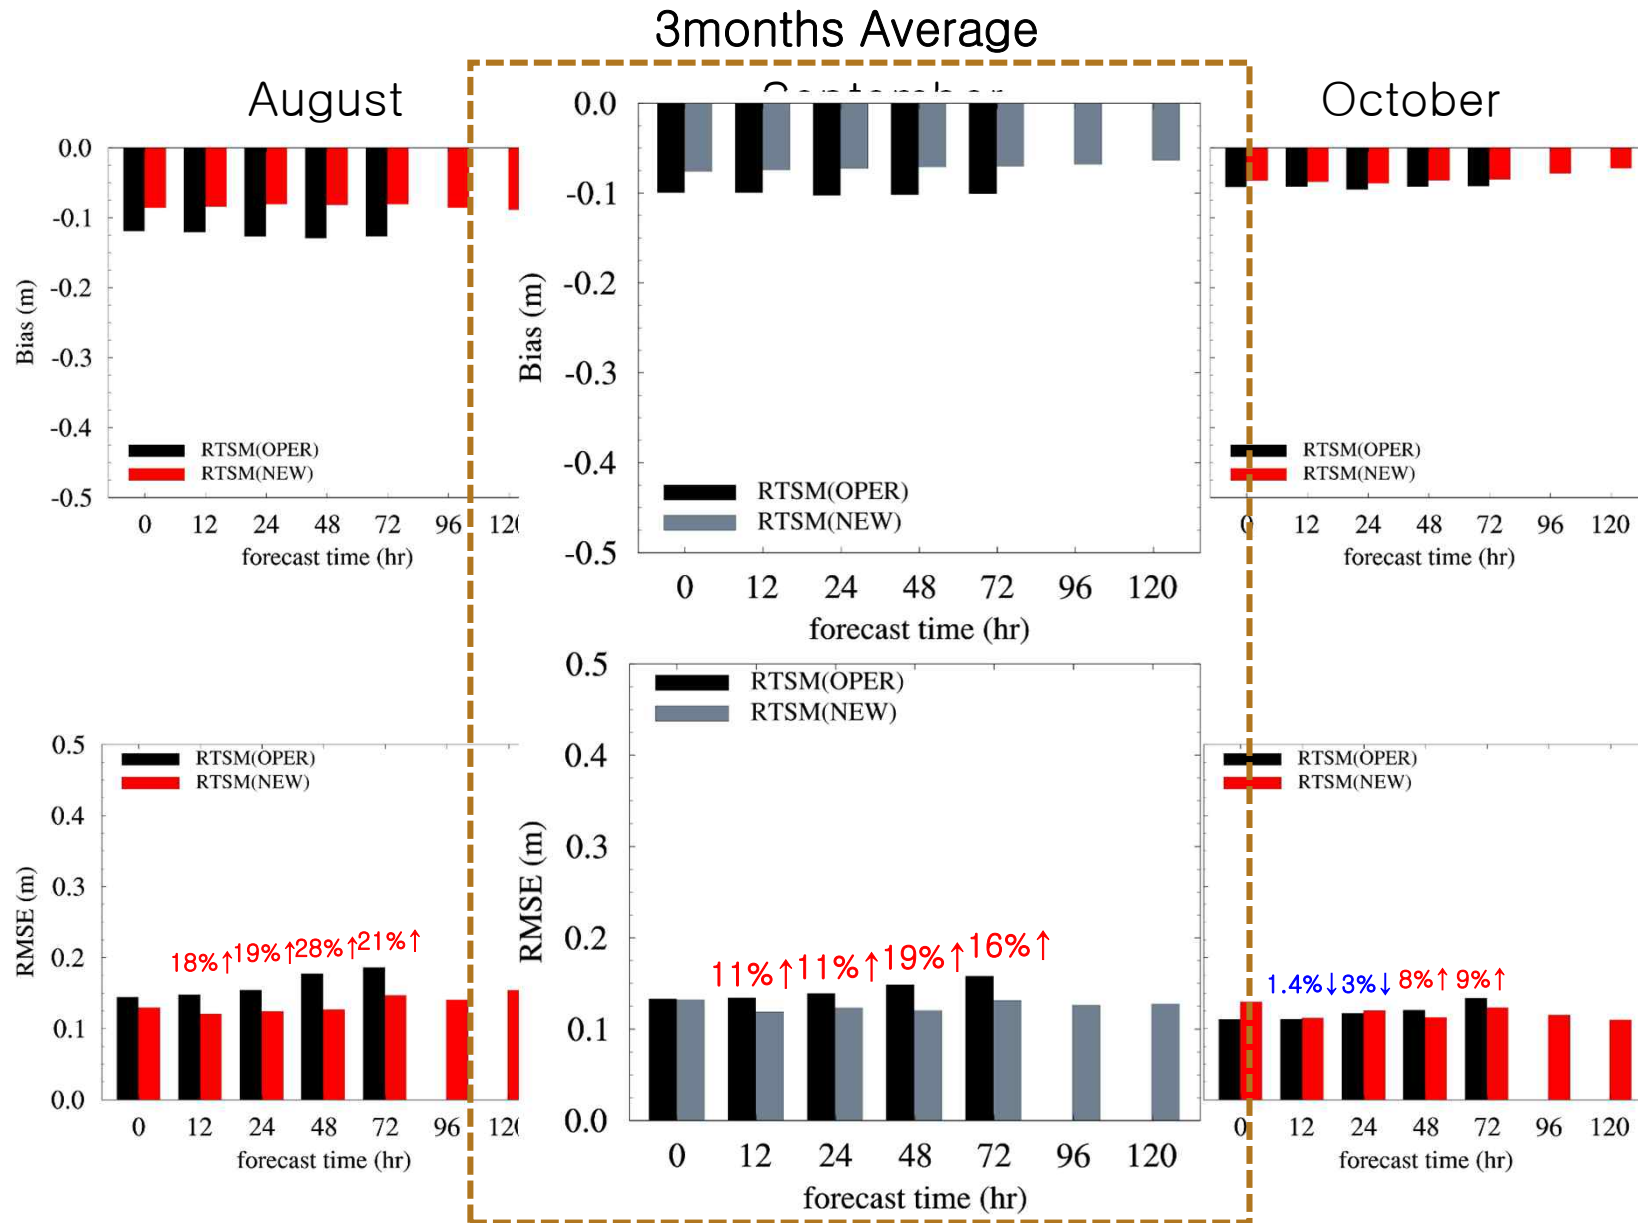 3months Average
August
September
October
0.0
-0.1
-0.2
-0.3
-0.4
-0.5
Bias (m)
RTSM(OPER)
RTSM(NEW)
0 12 24 48 72 96 120
forecast time (hr)
0.0
-0.1
-0.2
-0.3
-0.4
-0.5
Bias (m)
RTSM(OPER)
RTSM(NEW)
0 12 24 48 72 96 120
forecast time (hr)
RTSM(OPER)
RTSM(NEW)
0 12 24 48 72 96 120
forecast time (hr)
0.5
0.4
0.3
0.2
0.1
0.0
RMSE (m)
RTSM(OPER)
RTSM(NEW)
18%↑ 19%↑ 28%↑ 21%↑
0 12 24 48 72 96 120
forecast time (hr)
0.5
0.4
0.3
0.2
0.1
0.0
RMSE (m)
RTSM(OPER)
RTSM(NEW)
11%↑ 11%↑ 19%↑ 16%↑
0 12 24 48 72 96 120
forecast time (hr)
RTSM(OPER)
RTSM(NEW)
1.4%↓ 3%↓ 8%↑ 9%↑
0 12 24 48 72 96 120
forecast time (hr)